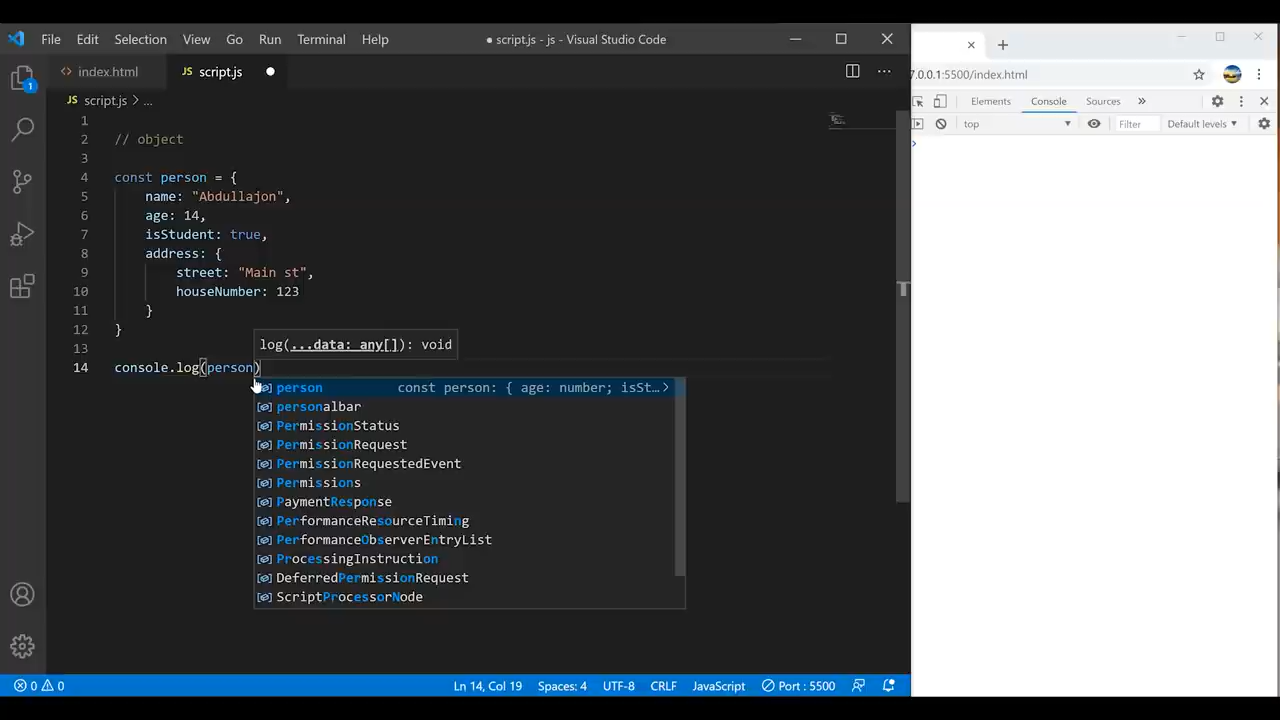 File Edit Selection View Go Run Terminal Help
● script.js - js - Visual Studio Code
index.html
JS script.js
JS script.js > ...
1
2 // object
3
4 const person = {
5 name: "Abdullajon",
6 age: 14,
7 isStudent: true,
8 address: {
9 street: "Main st",
10 houseNumber: 123
11 }
12 }
13
log(...data: any[]): void
14 console.log(person)
person const person: { age: number; isSt…
personalbar
PermissionStatus
PermissionRequest
PermissionRequestedEvent
Permissions
PaymentResponse
PerformanceResourceTiming
PerformanceObserverEntryList
ProcessingInstruction
DeferredPermissionRequest
ScriptProcessorNode
1
0 0 Ln 14, Col 19 Spaces: 4 UTF-8 CRLF JavaScript Port : 5500
7.0.0.1:5500/index.html
Elements Console Sources »
top Filter Default levels
T